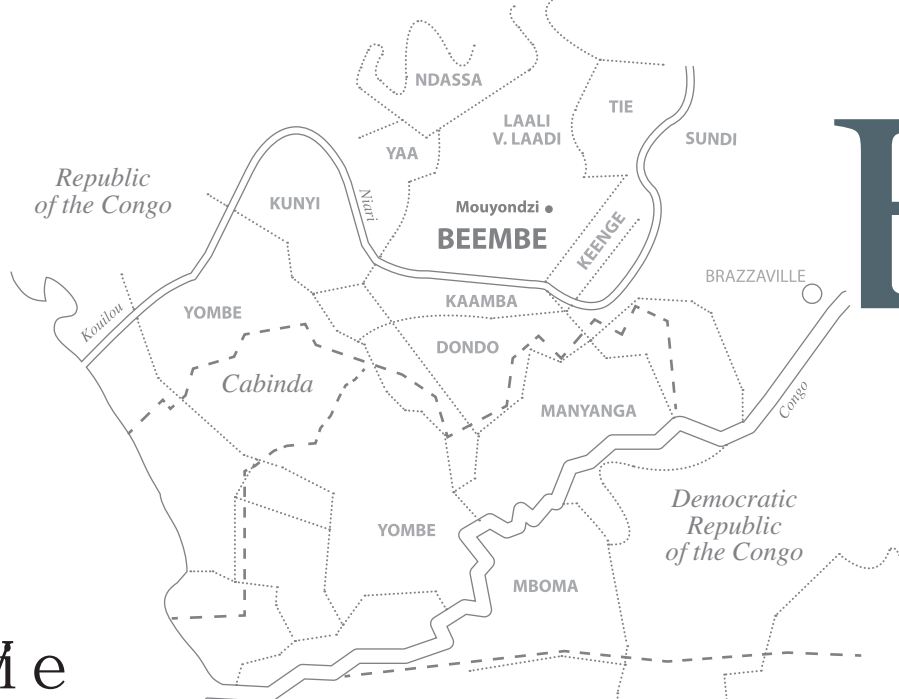 NDASSA
TIE
LAALI
V. LAADI
SUNDI
YAA
Republic
of the Congo
KUNYI
Niari
Mouyondzi
BEEMBE
KEENGE
BRAZZAVILLE
KAAMBA
Kouilou
YOMBE
DONDO
Cabinda
MANYANGA
Congo
Democratic
Republic
of the Congo
YOMBE
MBOMA
e